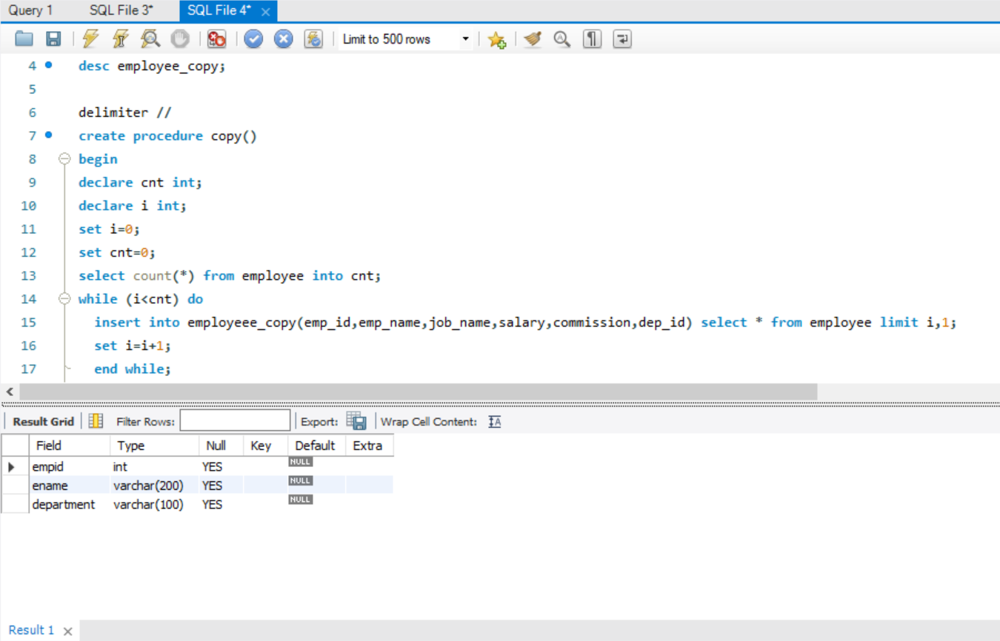 Query 1 SQL File 3* SQL File 4*
Limit to 500 rows
4 desc employee_copy;
5
6 delimiter //
7 create procedure copy()
8 begin
9 declare cnt int;
10 declare i int;
11 set i=0;
12 set cnt=0;
13 select count(*) from employee into cnt;
14 while (i<cnt) do
15 insert into employeee_copy(emp_id,emp_name,job_name,salary,commission,dep_id) select * from employee limit i,1;
16 set i=i+1;
17 end while;
Result Grid Filter Rows: Export: Wrap Cell Content:
Field Type Null Key Default Extra
empid int YES NULL
ename varchar(200) YES NULL
department varchar(100) YES NULL
Result 1